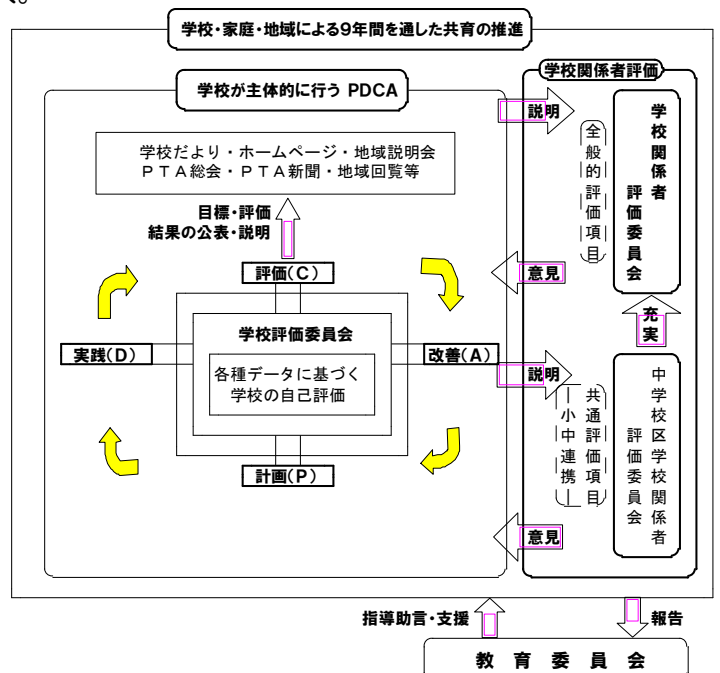 く。
学校・家庭・地域による9年間を通した共育の推進
学校が主体的に行う PDCA
学校だより・ホームページ・地域説明会
ＰＴＡ総会・ＰＴＡ新聞・地域回覧等
目標・評価
結果の公表・説明
評価(C)
学校評価委員会
各種データに基づく
学校の自己評価
実践(D)
改善(A)
計画(P)
学校関係者評価
説明
全般的評価項目
学校関係者
評価委員会
意見
充実
説明
共通評価項目
ー小中連携ー
中学校区学校関係者
評価委員会
意見
指導助言・支援
報告
教育委員会